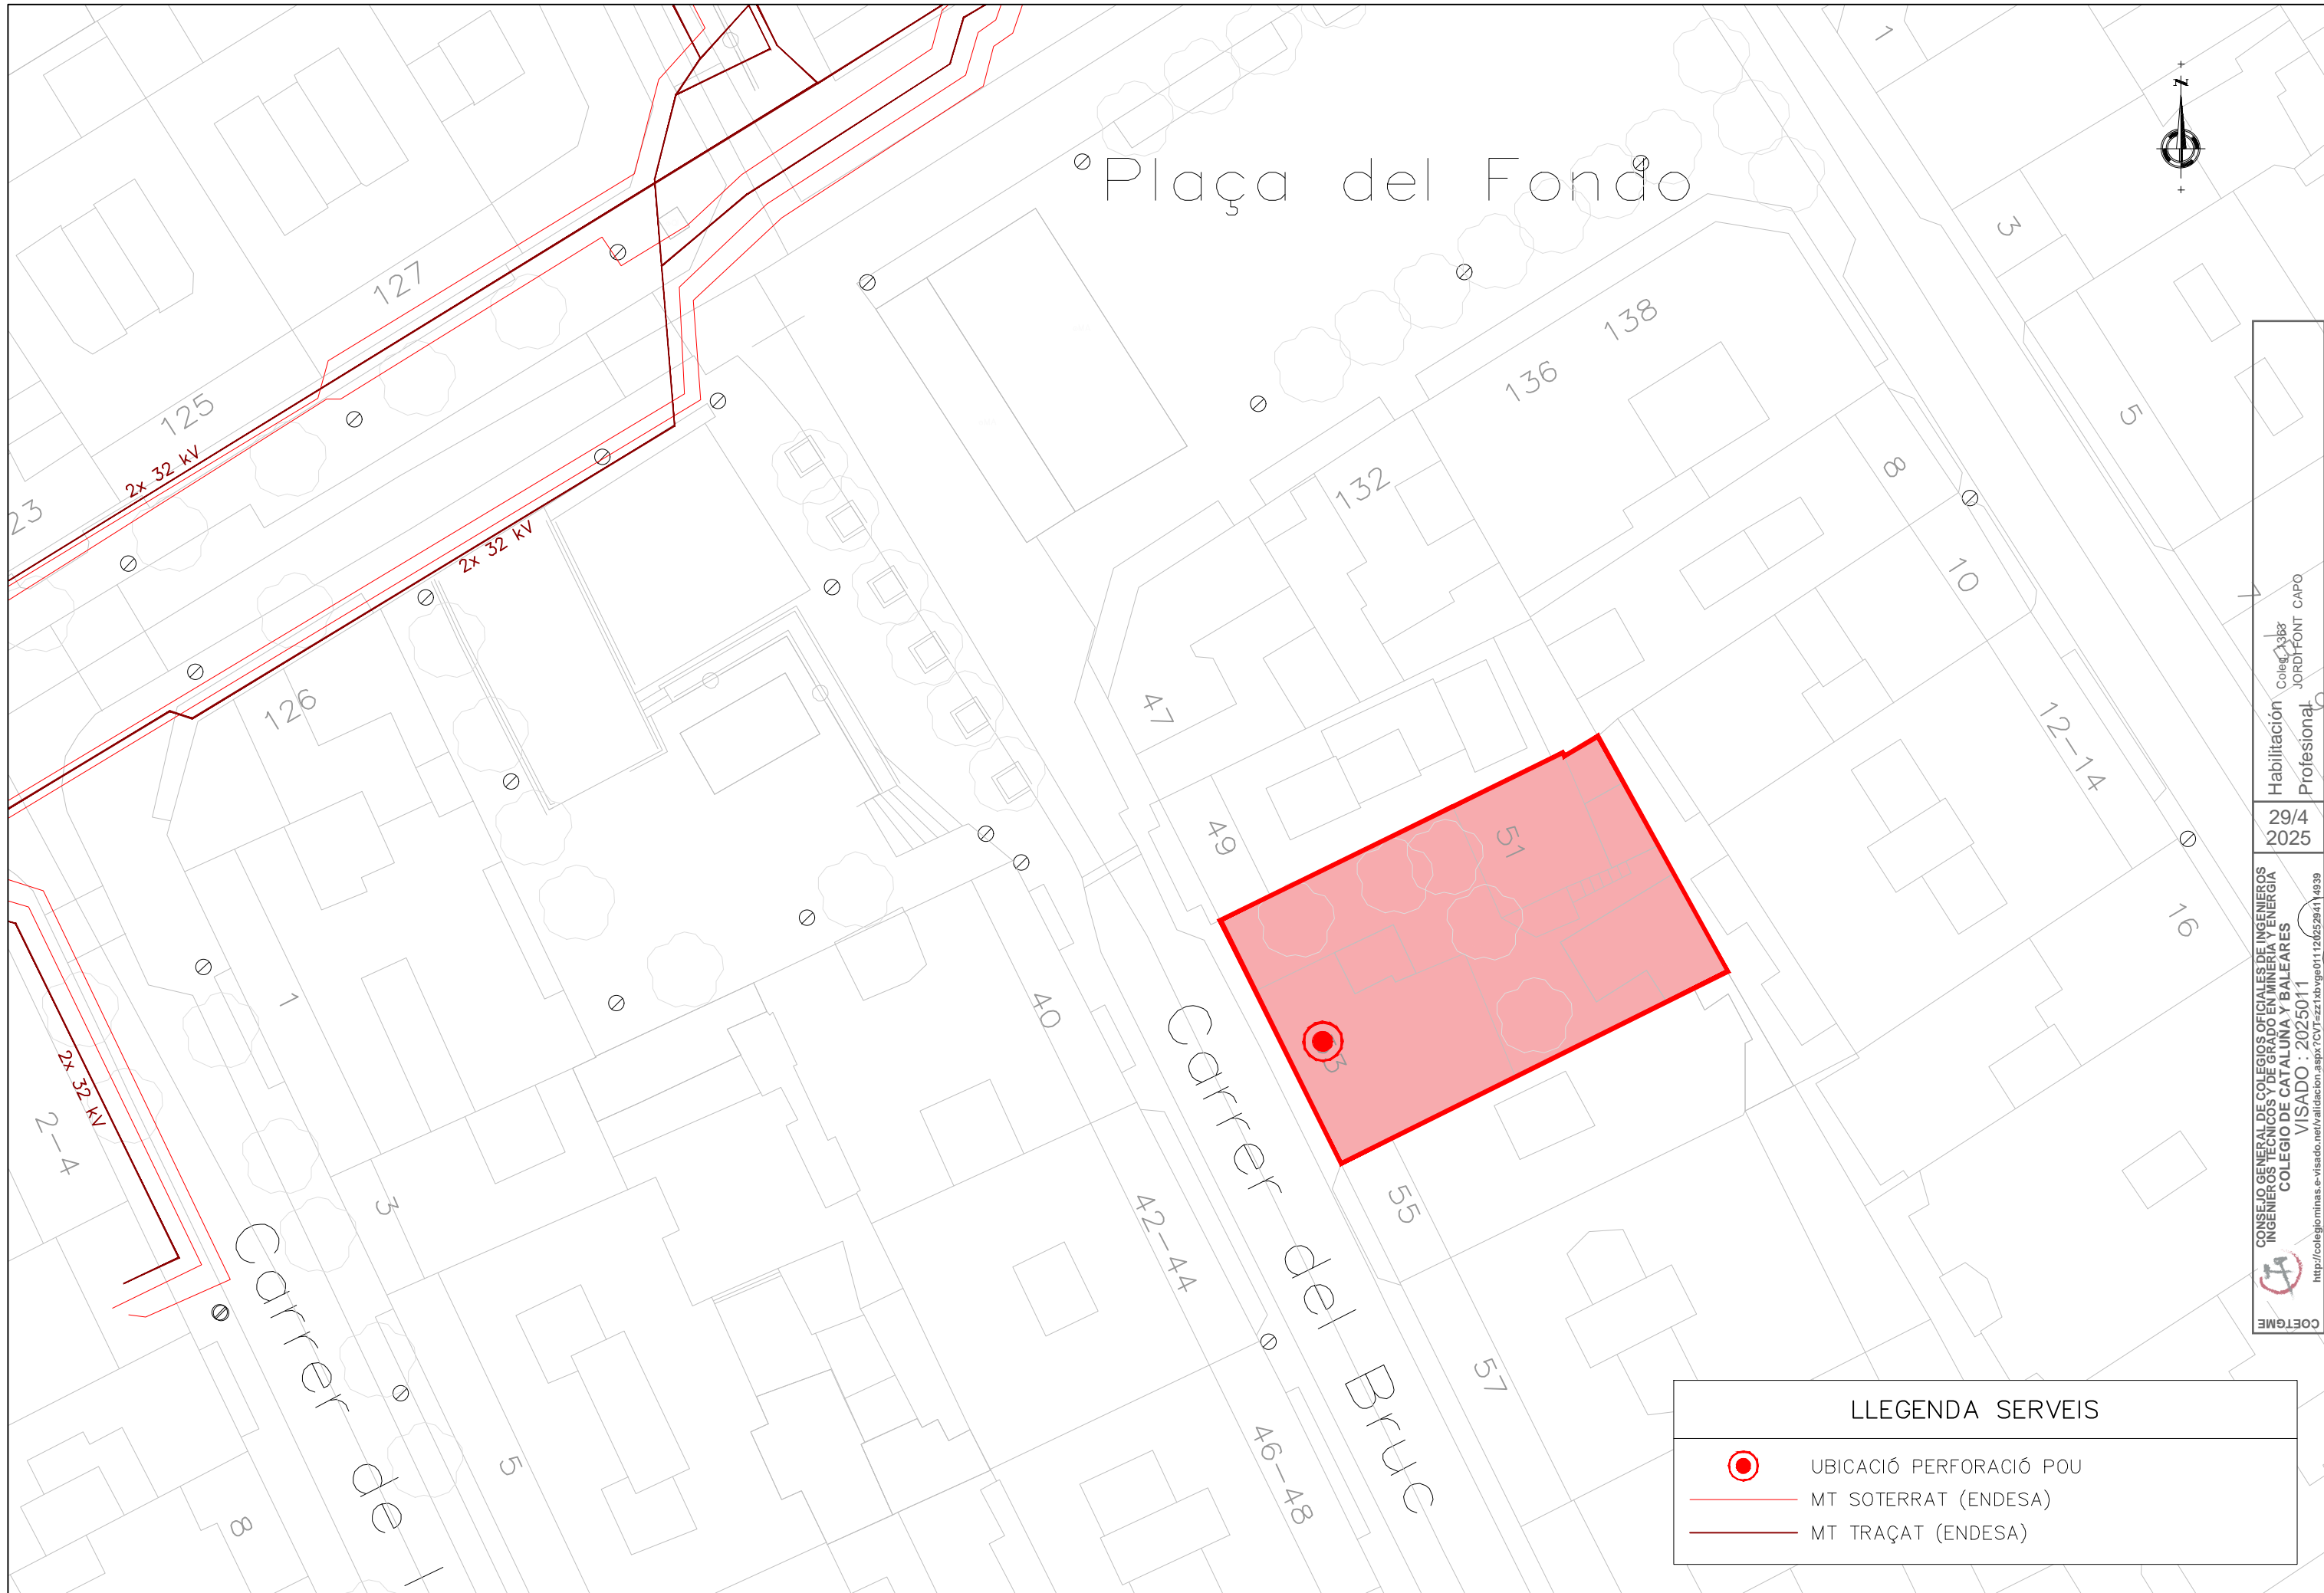 N
Plaça del Fondo
1
3
5
7
9
127
125
23
2x 32 kV
2x 32 kV
126
138
136
132
8
10
12-14
16
47
49
51
55
57
40
42-44
46-48
1
3
5
2-4
8
2x 32 kV
Carrer del Bruc
Carrer de
LLEGENDA SERVEIS
UBICACIÓ PERFORACIÓ POU
MT SOTERRAT (ENDESA)
MT TRAÇAT (ENDESA)
Habilitación Coleg. 1363
Profesional JORDI FONT CAPO
29/4
2025
CONSEJO GENERAL DE COLEGIOS OFICIALES DE INGENIEROS
INGENIEROS TÉCNICOS Y DE GRADO EN MINERÍA Y ENERGÍA
COLEGIO DE CATALUÑA Y BALEARES
VISADO : 2025011
COETGME